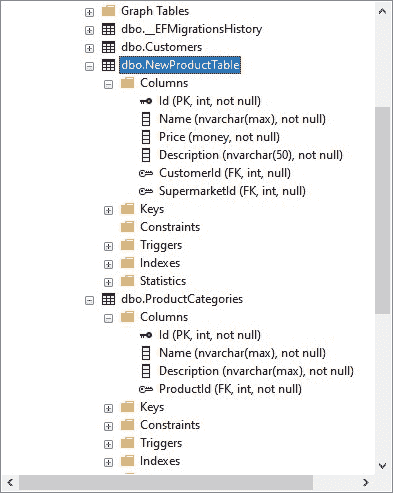 Graph Tables
dbo.__EFMigrationsHistory
dbo.Customers
dbo.NewProductTable
Columns
Id (PK, int, not null)
Name (nvarchar(max), not null)
Price (money, not null)
Description (nvarchar(50), not null)
CustomerId (FK, int, null)
SupermarketId (FK, int, null)
Keys
Constraints
Triggers
Indexes
Statistics
dbo.ProductCategories
Columns
Id (PK, int, not null)
Name (nvarchar(max), not null)
Description (nvarchar(max), not null)
ProductId (FK, int, not null)
Keys
Constraints
Triggers
Indexes